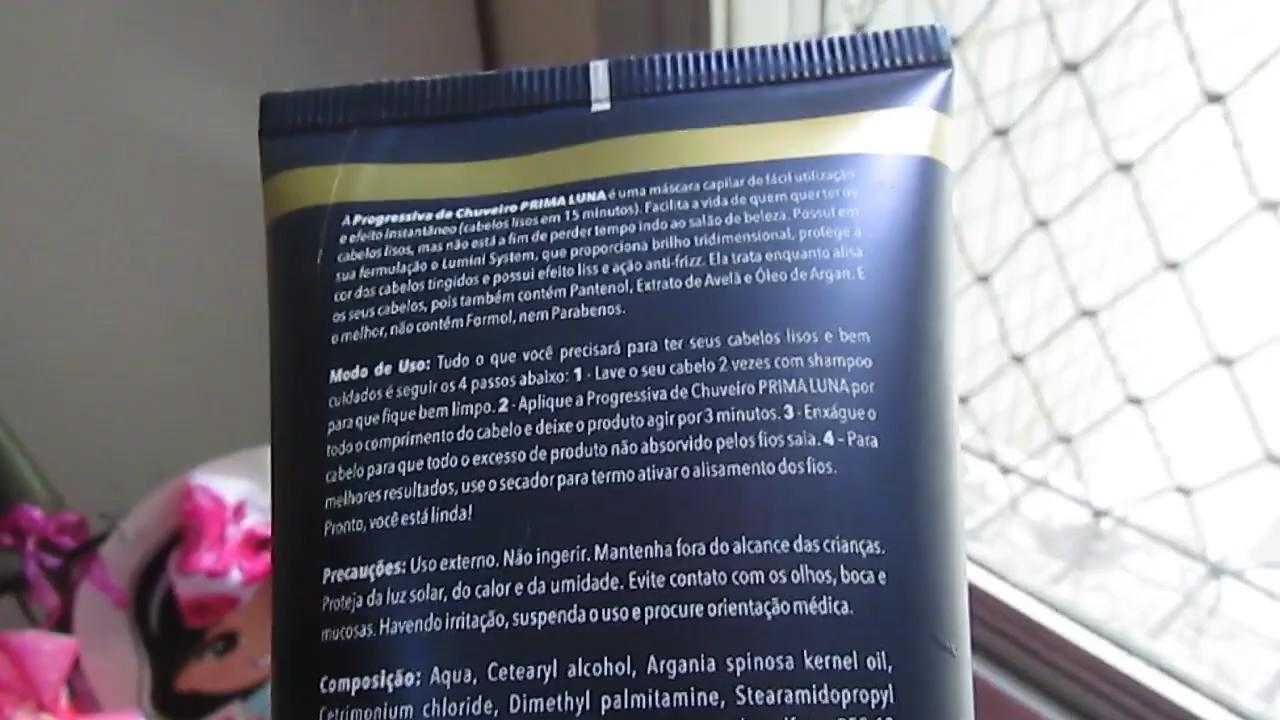 A Progressiva de Chuveiro PRIMA LUNA é uma máscara capilar de fácil utilização
e efeito instantâneo (cabelos lisos em 15 minutos). Facilita a vida de quem quer ter os
cabelos lisos, mas não está a fim de perder tempo indo ao salão de beleza. Possui em
sua formulação o Lumini System, que proporciona brilho tridimensional, protege a
cor dos cabelos tingidos e possui efeito liss e ação anti-frizz. Ela trata enquanto alisa
os seus cabelos, pois também contém Pantenol, Extrato de Avelã e Óleo de Argan. E
o melhor, não contém Formol, nem Parabenos.
Modo de Uso: Tudo o que você precisará para ter seus cabelos lisos e bem
cuidados é seguir os 4 passos abaixo: 1 - Lave o seu cabelo 2 vezes com shampoo
para que fique bem limpo. 2 - Aplique a Progressiva de Chuveiro PRIMA LUNA por
todo o comprimento do cabelo e deixe o produto agir por 3 minutos. 3 - Enxágue o
cabelo para que todo o excesso de produto não absorvido pelos fios saia. 4 - Para
melhores resultados, use o secador para termo ativar o alisamento dos fios.
Pronto, você está linda!
Precauções: Uso externo. Não ingerir. Mantenha fora do alcance das crianças.
Proteja da luz solar, do calor e da umidade. Evite contato com os olhos, boca e
mucosas. Havendo irritação, suspenda o uso e procure orientação médica.
Composição: Aqua, Cetearyl alcohol, Argania spinosa kernel oil,
Cetrimonium chloride, Dimethyl palmitamine, Stearamidopropyl